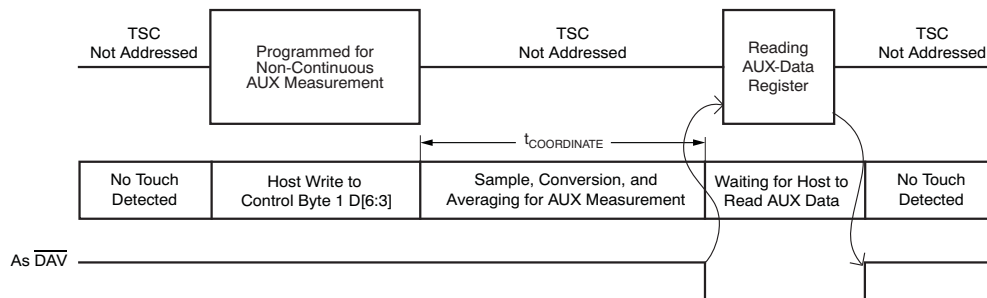 TSC
Not Addressed
Programmed for
Non-Continuous
AUX Measurement
TSC
Not Addressed
Reading
AUX-Data
Register
TSC
Not Addressed
tCOORDINATE
No Touch
Detected
Host Write to
Control Byte 1 D[6:3]
Sample, Conversion, and
Averaging for AUX Measurement
Waiting for Host to
Read AUX Data
No Touch
Detected
As DAV